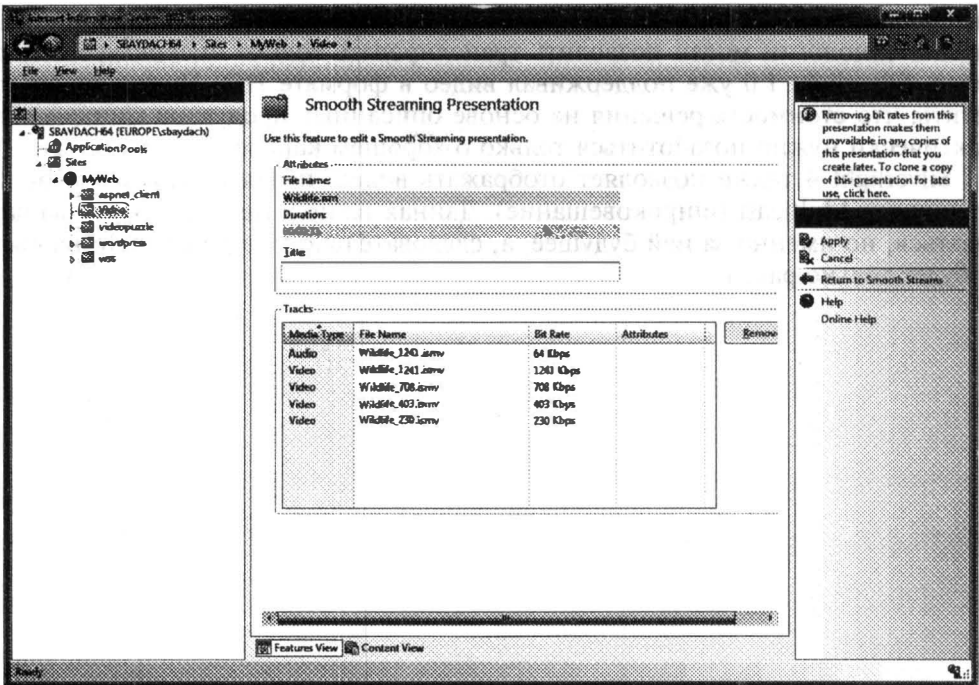 SBAYDACH64 ▸ Sites ▸ MyWeb ▸ Video ▸
File View Help
SBAYDACH64 (EUROPE\sbaydach)
Application Pools
Sites
MyWeb
aspnet_client
Video
videopuzzle
wordpress
wss
Smooth Streaming Presentation
Use this feature to edit a Smooth Streaming presentation.
Attributes
File name:
Wildlife.ism
Duration:
Title:
Tracks
Media Type File Name Bit Rate Attributes Remov
Audio Wildlife_1241.ismv 64 Kbps
Video Wildlife_1241.ismv 1241 Kbps
Video Wildlife_708.ismv 708 Kbps
Video Wildlife_403.ismv 403 Kbps
Video Wildlife_230.ismv 230 Kbps
Features View Content View
Removing bit rates from this
presentation makes them
unavailable in any copies of
this presentation that you
create later. To clone a copy
of this presentation for later
use, click here.
Apply
Cancel
Return to Smooth Streams
Help
Online Help
Ready